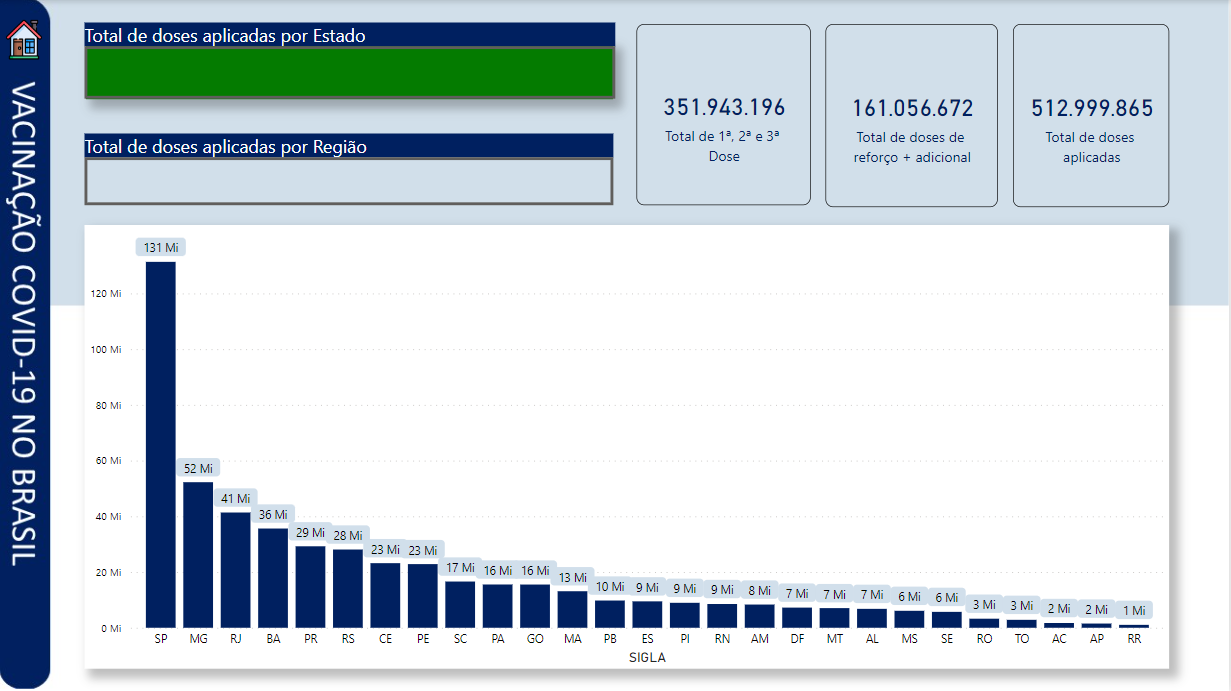 VACINAÇÃO COVID-19 NO BRASIL
Total de doses aplicadas por Estado
Total de doses aplicadas por Região
351.943.196
Total de 1ª, 2ª e 3ª
Dose
161.056.672
Total de doses de
reforço + adicional
512.999.865
Total de doses
aplicadas
120 Mi
100 Mi
80 Mi
60 Mi
40 Mi
20 Mi
0 Mi
131 Mi
52 Mi
41 Mi
36 Mi
29 Mi
28 Mi
23 Mi
23 Mi
17 Mi
16 Mi
16 Mi
13 Mi
10 Mi
9 Mi
9 Mi
9 Mi
8 Mi
7 Mi
7 Mi
7 Mi
6 Mi
6 Mi
3 Mi
3 Mi
2 Mi
2 Mi
1 Mi
SP MG RJ BA PR RS CE PE SC PA GO MA PB ES PI RN AM DF MT AL MS SE RO TO AC AP RR
SIGLA